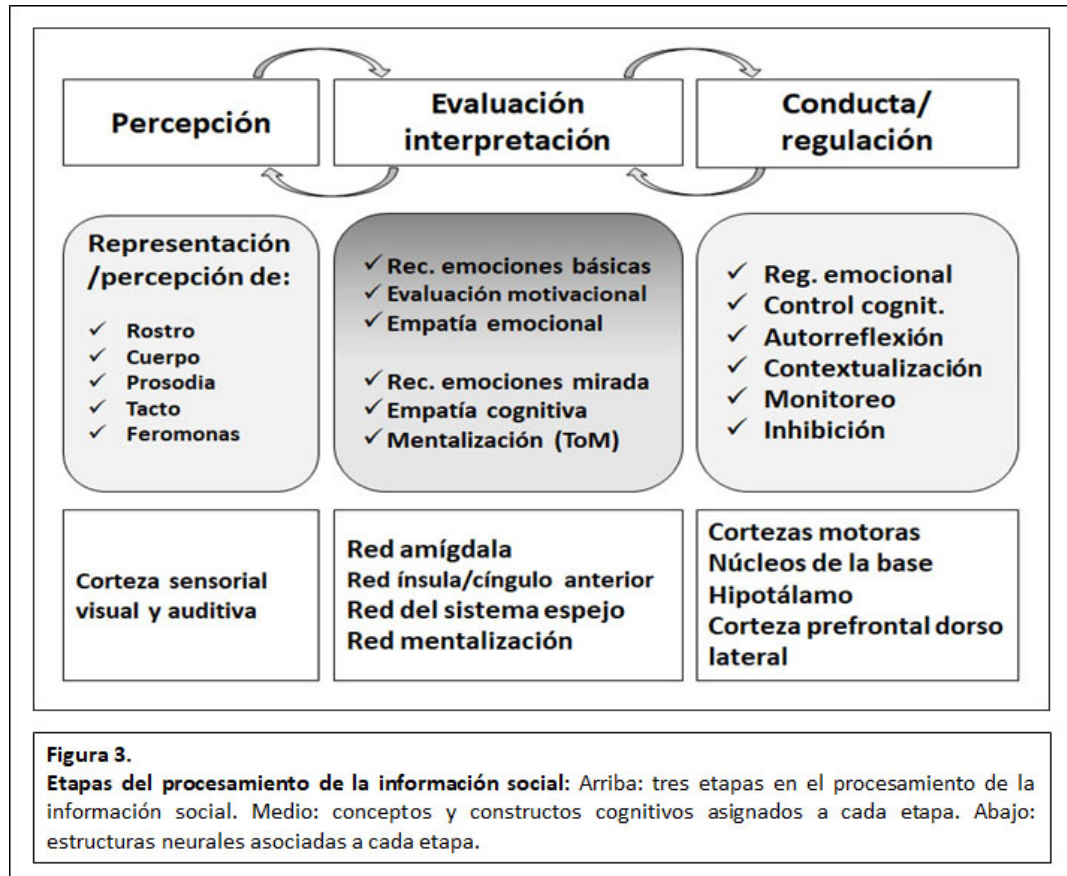 Percepción
Evaluación
interpretación
Conducta/
regulación
Representación
/percepción de:
✓ Rostro
✓ Cuerpo
✓ Prosodia
✓ Tacto
✓ Feromonas
✓ Rec. emociones básicas
✓ Evaluación motivacional
✓ Empatía emocional
✓ Rec. emociones mirada
✓ Empatía cognitiva
✓ Mentalización (ToM)
✓ Reg. emocional
✓ Control cognit.
✓ Autorreflexión
✓ Contextualización
✓ Monitoreo
✓ Inhibición
Corteza sensorial
visual y auditiva
Red amígdala
Red ínsula/cíngulo anterior
Red del sistema espejo
Red mentalización
Cortezas motoras
Núcleos de la base
Hipotálamo
Corteza prefrontal dorso
lateral
Figura 3.
Etapas del procesamiento de la información social: Arriba: tres etapas en el procesamiento de la
información social. Medio: conceptos y constructos cognitivos asignados a cada etapa. Abajo:
estructuras neurales asociadas a cada etapa.